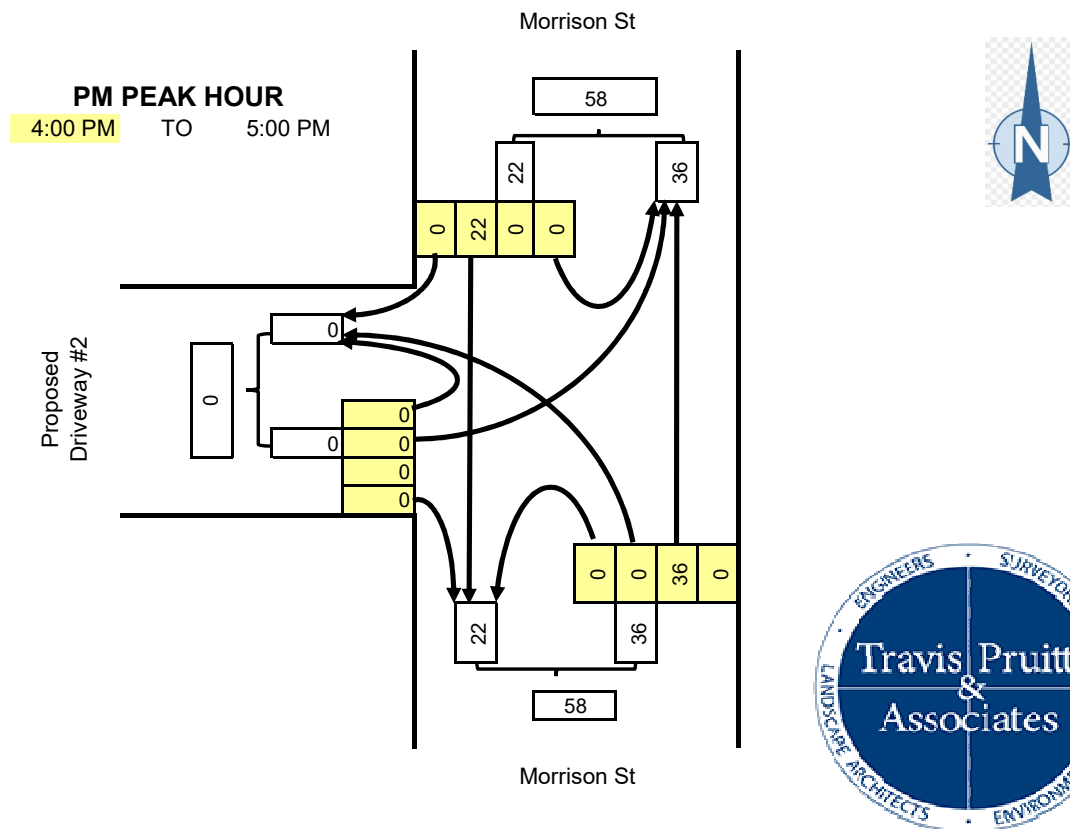 Morrison St
PM PEAK HOUR
4:00 PM TO 5:00 PM
58
N
22
36
0 22 0 0
Proposed
Driveway #2
0
0
0
0 0
0
0
0 0 36 0
22
36
58
Morrison St
ENGINEERS
LANDSCAPE ARCHITECTS
Travis Pruitt
&
Associates